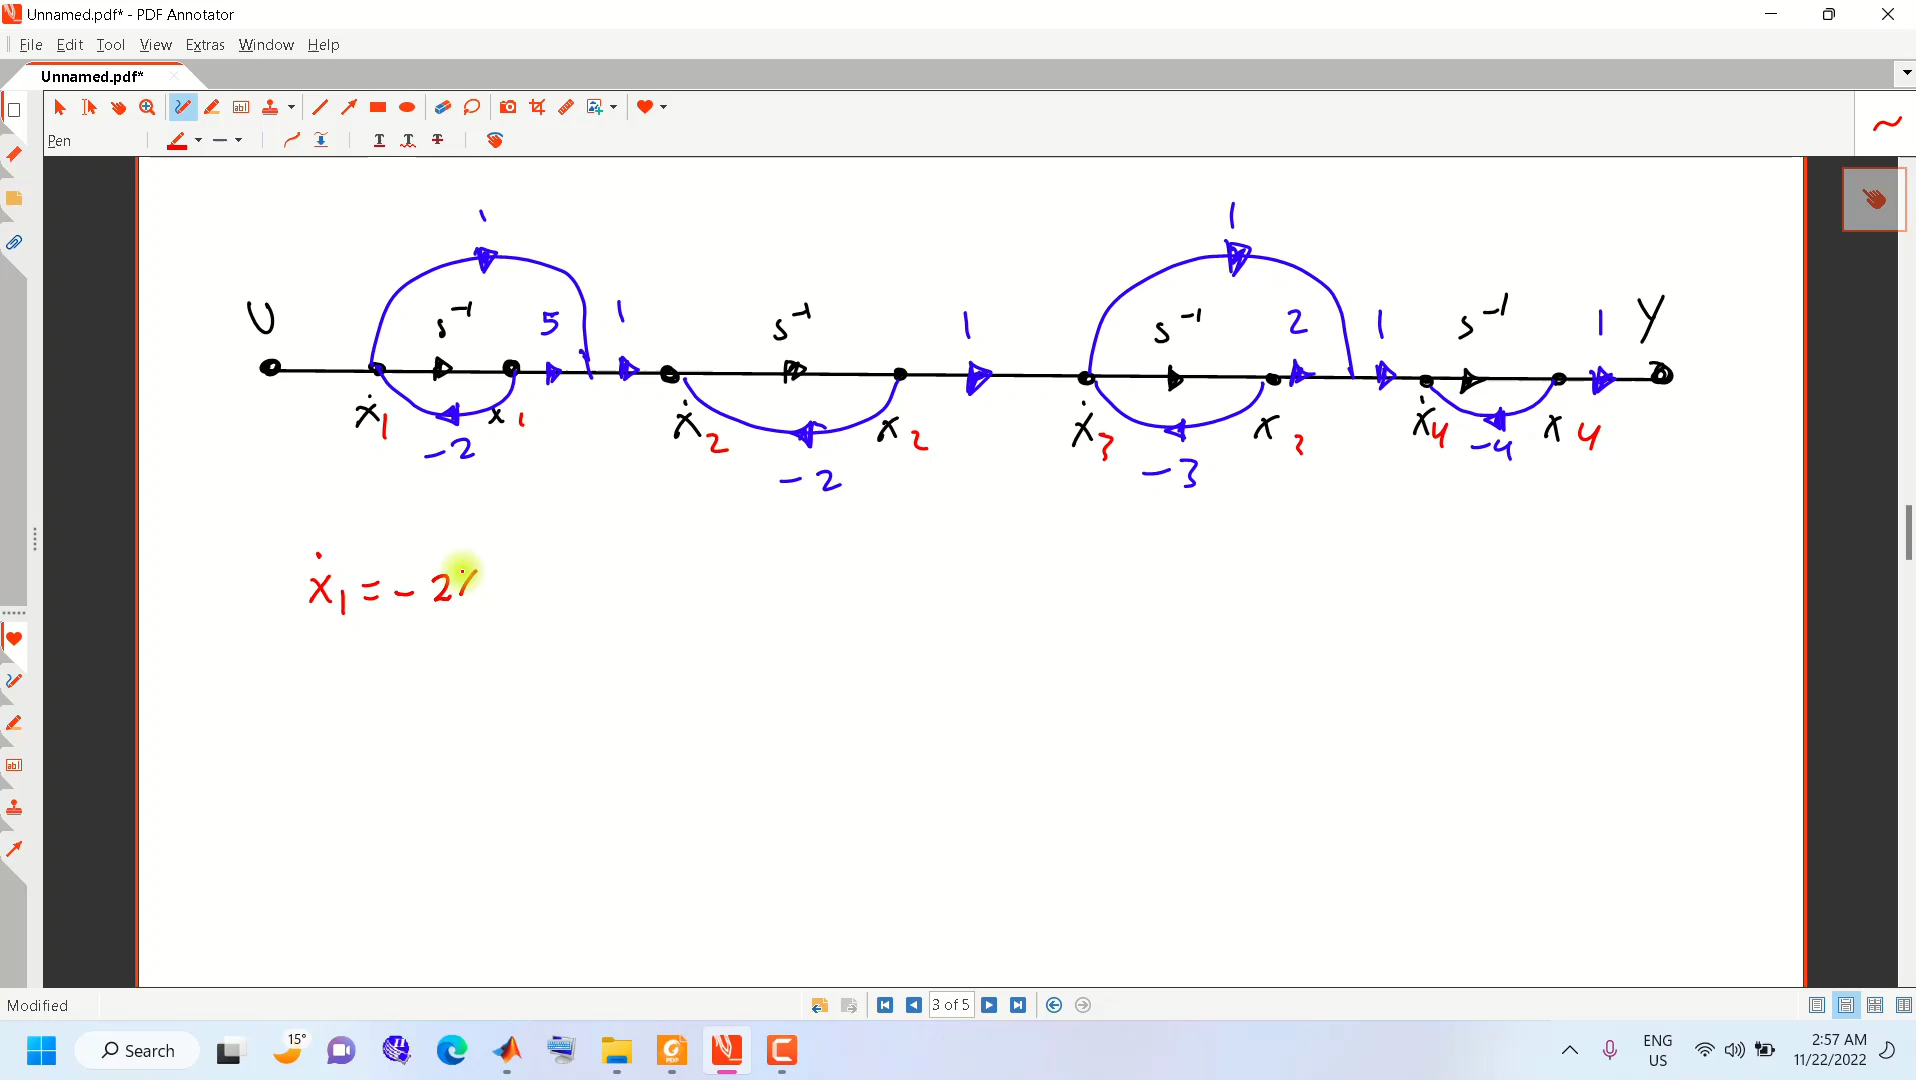 Unnamed.pdf* - PDF Annotator
File Edit Tool View Extras Window Help
Unnamed.pdf*
Pen
1
U s⁻¹ 5 1 s⁻¹ 1 s⁻¹ 2 1 s⁻¹ 1 Y
ẋ1 x1 ẋ2 x2 ẋ3 x3 ẋ4 x4
-2 -2 -3 -4
ẋ1 = - 2
Modified
3 of 5
Search
15°
PDF
ENG
US
2:57 AM
11/22/2022